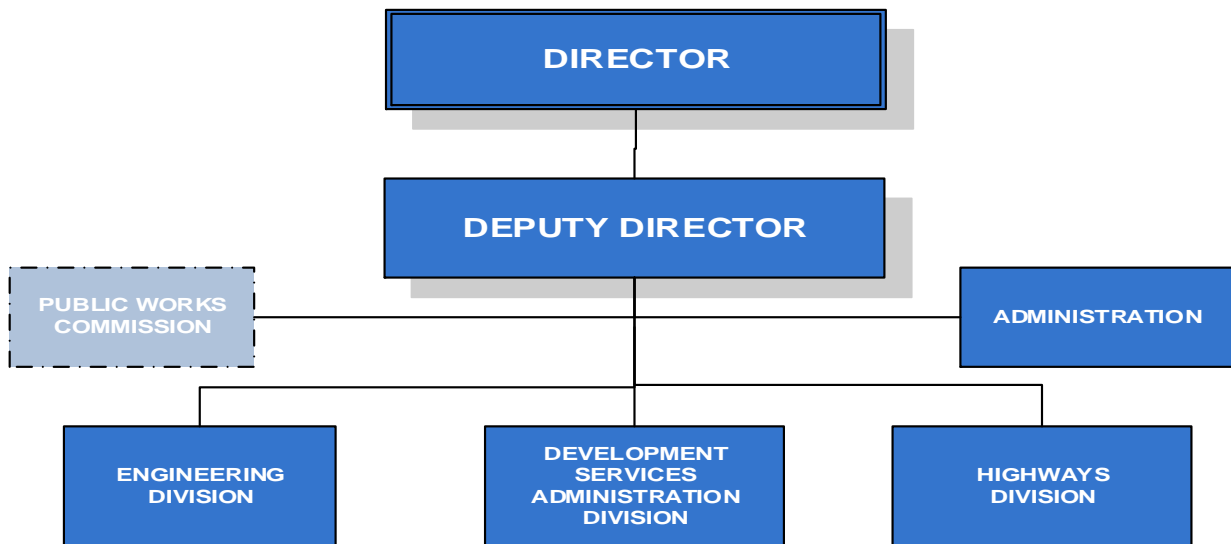 DIRECTOR
DEPUTY DIRECTOR
PUBLIC WORKS
COMMISSION
ADMINISTRATION
ENGINEERING
DIVISION
DEVELOPMENT
SERVICES
ADMINISTRATION
DIVISION
HIGHWAYS
DIVISION